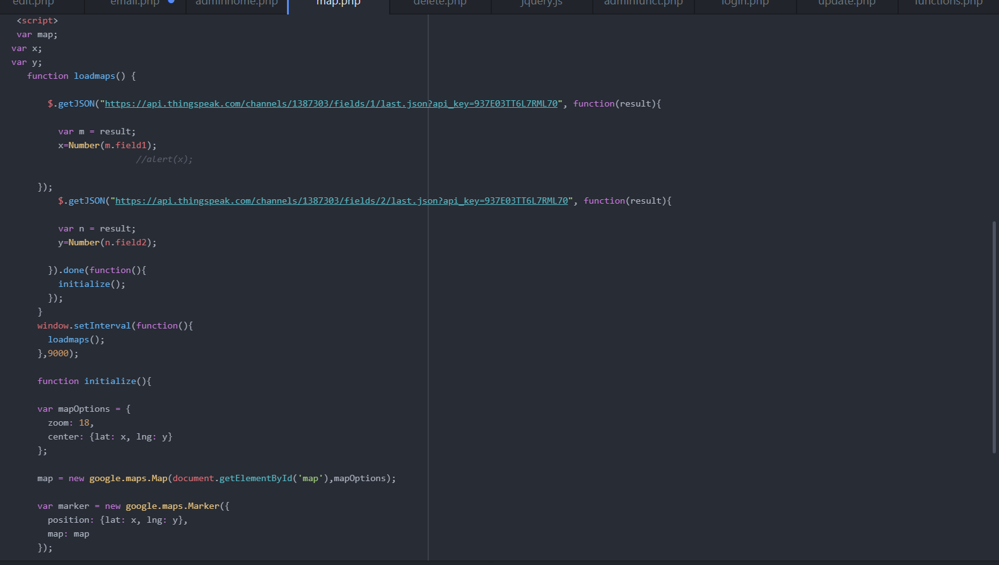 edit.php email.php adminhome.php map.php delete.php jquery.js adminfunct.php login.php update.php functions.php
<script>
var map;
var x;
var y;
function loadmaps() {
$.getJSON("https://api.thingspeak.com/channels/1387303/fields/1/last.json?api_key=937E03TT6L7RML70", function(result){
var m = result;
x=Number(m.field1);
//alert(x);
});
$.getJSON("https://api.thingspeak.com/channels/1387303/fields/2/last.json?api_key=937E03TT6L7RML70", function(result){
var n = result;
y=Number(n.field2);
}).done(function(){
initialize();
});
}
window.setInterval(function(){
loadmaps();
},9000);
function initialize(){
var mapOptions = {
zoom: 18,
center: {lat: x, lng: y}
};
map = new google.maps.Map(document.getElementById('map'),mapOptions);
var marker = new google.maps.Marker({
position: {lat: x, lng: y},
map: map
});